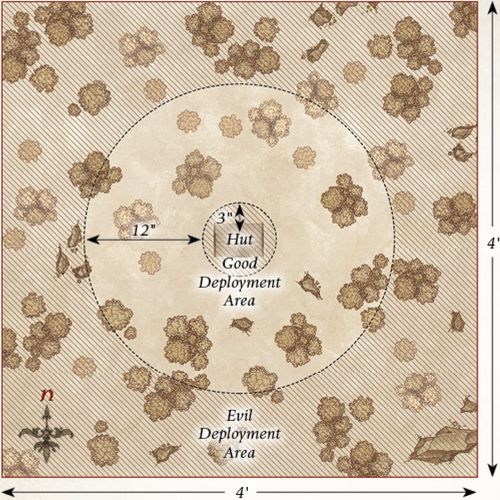 3"
12"
Hut
Good
Deployment
Area
4'
n
Evil
Deployment
Area
4'